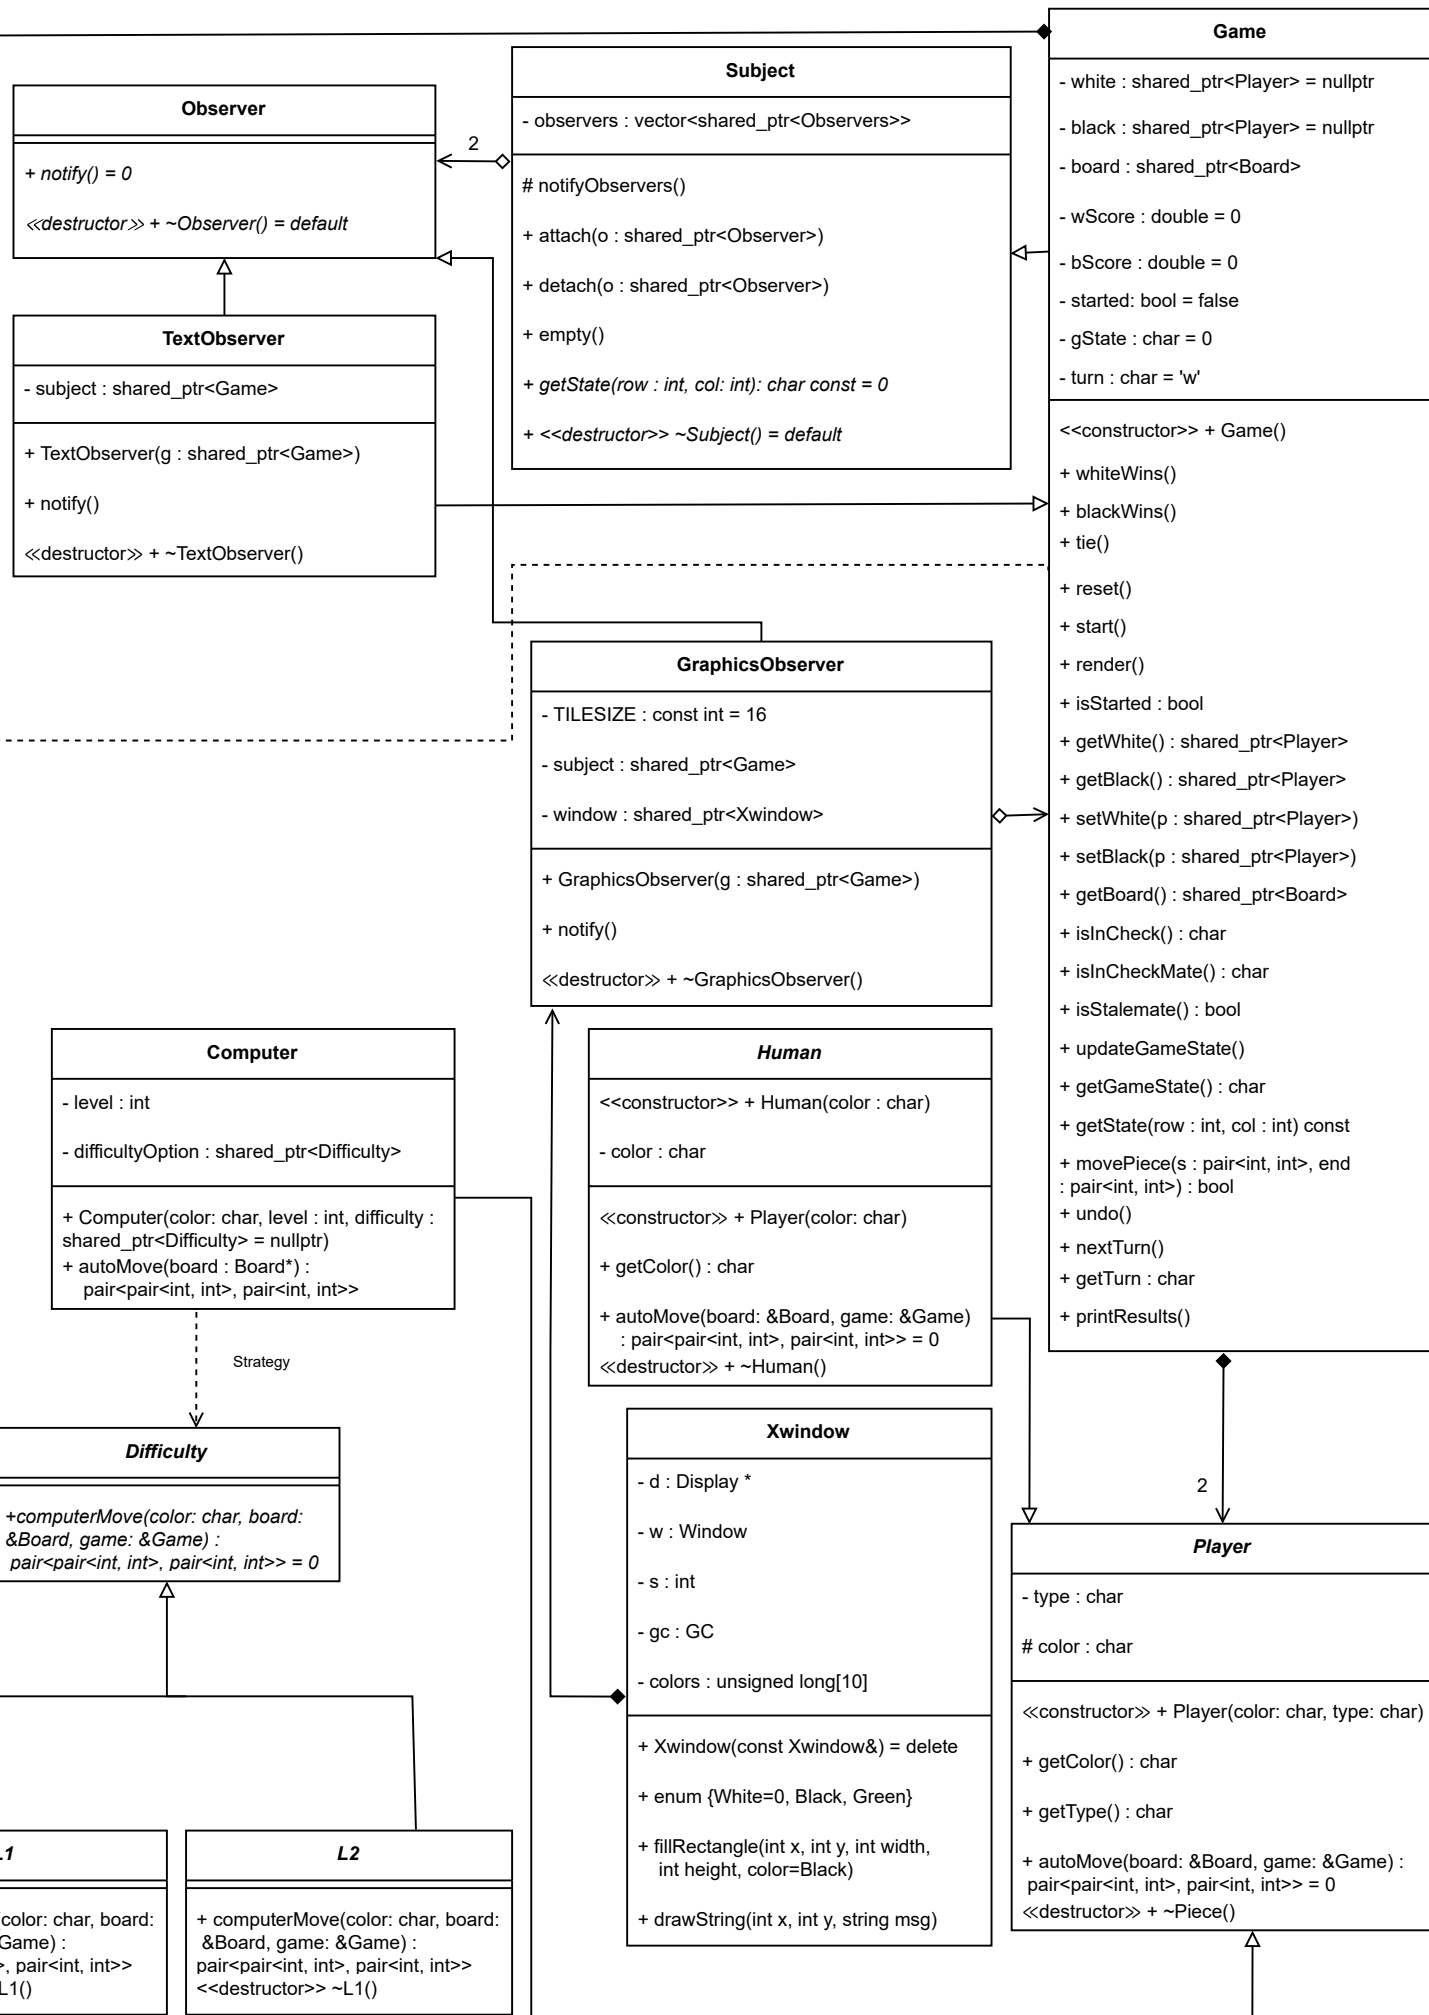 Game
- white : shared_ptr<Player> = nullptr
- black : shared_ptr<Player> = nullptr
- board : shared_ptr<Board>
- wScore : double = 0
- bScore : double = 0
- started: bool = false
- gState : char = 0
- turn : char = 'w'
<<constructor>> + Game()
+ whiteWins()
+ blackWins()
+ tie()
+ reset()
+ start()
+ render()
+ isStarted : bool
+ getWhite() : shared_ptr<Player>
+ getBlack() : shared_ptr<Player>
+ setWhite(p : shared_ptr<Player>)
+ setBlack(p : shared_ptr<Player>)
+ getBoard() : shared_ptr<Board>
+ isInCheck() : char
+ isInCheckMate() : char
+ isStalemate() : bool
+ updateGameState()
+ getGameState() : char
+ getState(row : int, col : int) const
+ movePiece(s : pair<int, int>, end
: pair<int, int>) : bool
+ undo()
+ nextTurn()
+ getTurn : char
+ printResults()
Subject
- observers : vector<shared_ptr<Observers>>
# notifyObservers()
+ attach(o : shared_ptr<Observer>)
+ detach(o : shared_ptr<Observer>)
+ empty()
+ getState(row : int, col: int): char const = 0
+ <<destructor>> ~Subject() = default
Observer
+ notify() = 0
≪destructor≫ + ~Observer() = default
2
TextObserver
- subject : shared_ptr<Game>
+ TextObserver(g : shared_ptr<Game>)
+ notify()
≪destructor≫ + ~TextObserver()
GraphicsObserver
- TILESIZE : const int = 16
- subject : shared_ptr<Game>
- window : shared_ptr<Xwindow>
+ GraphicsObserver(g : shared_ptr<Game>)
+ notify()
≪destructor≫ + ~GraphicsObserver()
Computer
- level : int
- difficultyOption : shared_ptr<Difficulty>
+ Computer(color: char, level : int, difficulty :
shared_ptr<Difficulty> = nullptr)
+ autoMove(board : Board*) :
pair<pair<int, int>, pair<int, int>>
Strategy
Human
<<constructor>> + Human(color : char)
- color : char
≪constructor≫ + Player(color: char)
+ getColor() : char
+ autoMove(board: &Board, game: &Game)
: pair<pair<int, int>, pair<int, int>> = 0
≪destructor≫ + ~Human()
Difficulty
+computerMove(color: char, board:
&Board, game: &Game) :
pair<pair<int, int>, pair<int, int>> = 0
Xwindow
- d : Display *
- w : Window
- s : int
- gc : GC
- colors : unsigned long[10]
+ Xwindow(const Xwindow&) = delete
+ enum {White=0, Black, Green}
+ fillRectangle(int x, int y, int width,
int height, color=Black)
+ drawString(int x, int y, string msg)
2
Player
- type : char
# color : char
≪constructor≫ + Player(color: char, type: char)
+ getColor() : char
+ getType() : char
+ autoMove(board: &Board, game: &Game) :
pair<pair<int, int>, pair<int, int>> = 0
≪destructor≫ + ~Piece()
.1
(color: char, board:
Game) :
>, pair<int, int>>
L1()
L2
+ computerMove(color: char, board:
&Board, game: &Game) :
pair<pair<int, int>, pair<int, int>>
<<destructor>> ~L1()